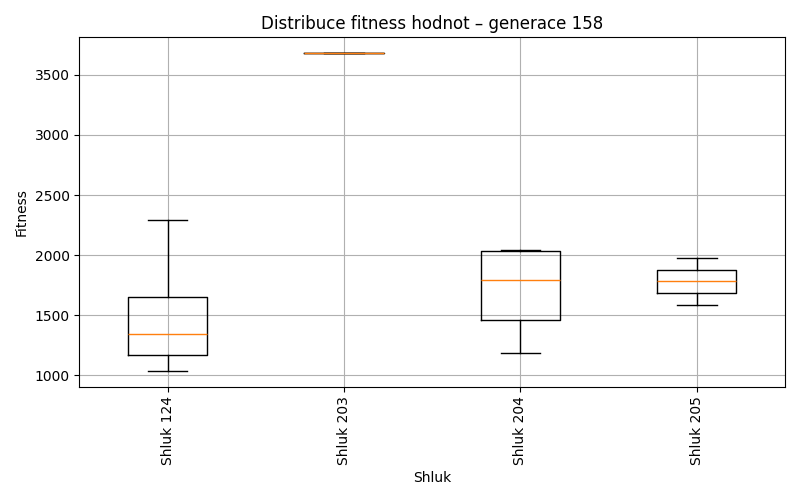 Distribuce fitness hodnot – generace 158
Fitness
3500
3000
2500
2000
1500
1000
Shluk 124
Shluk 203
Shluk 204
Shluk 205
Shluk